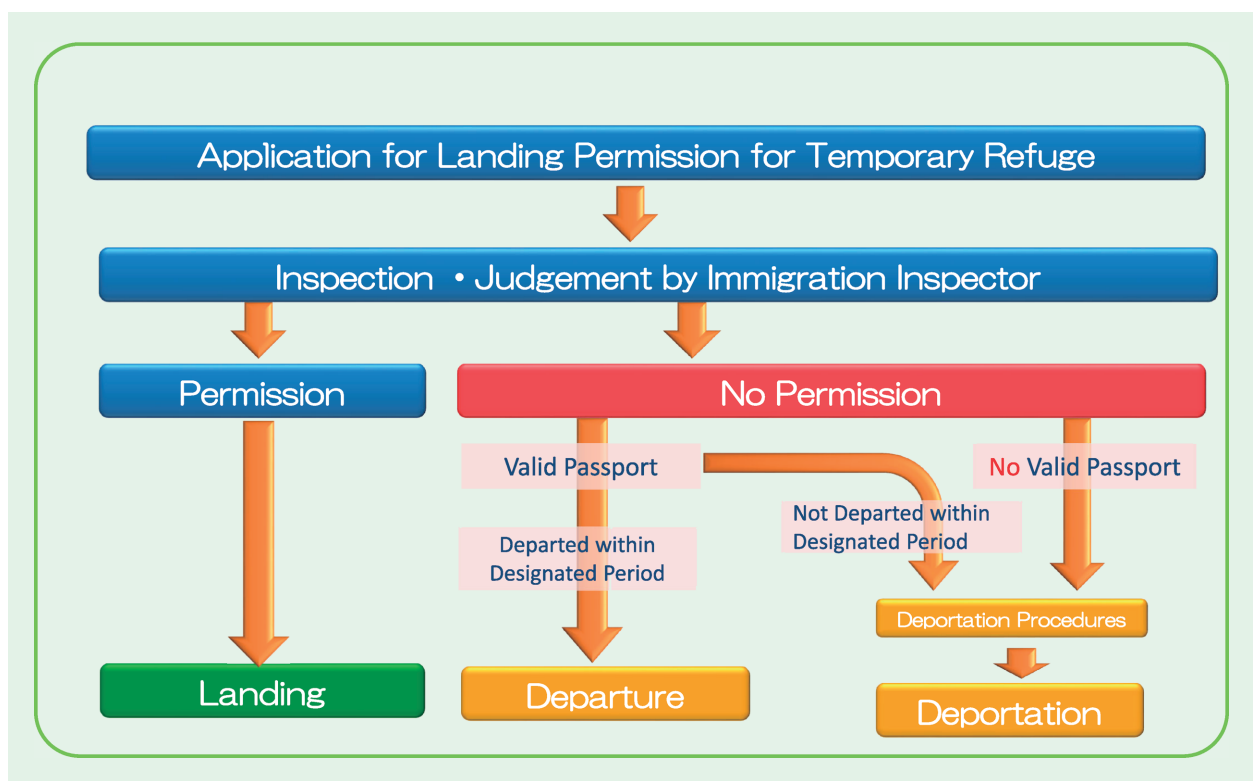 Application for Landing Permission for Temporary Refuge
Inspection ・Judgement by Immigration Inspector
Permission
No Permission
Valid Passport
No Valid Passport
Not Departed within
Designated Period
Departed within
Designated Period
Deportation Procedures
Landing
Departure
Deportation